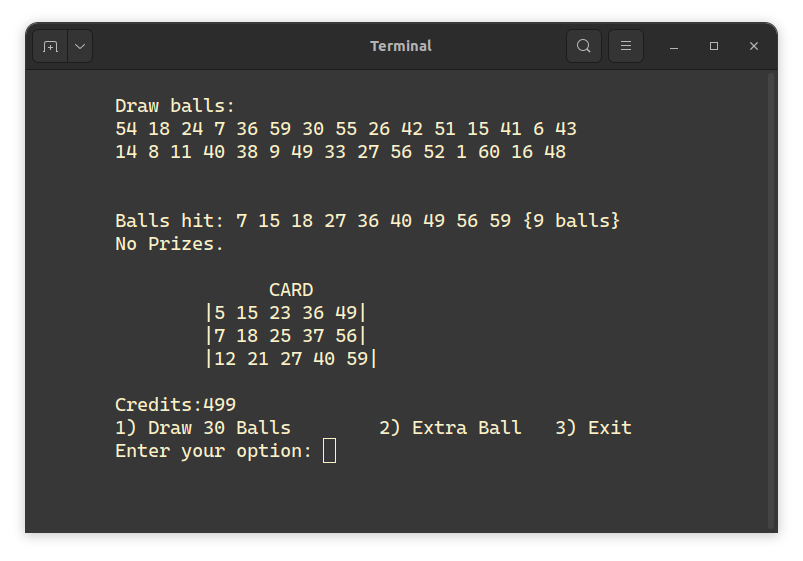 Terminal
Draw balls:
54 18 24 7 36 59 30 55 26 42 51 15 41 6 43
14 8 11 40 38 9 49 33 27 56 52 1 60 16 48
Balls hit: 7 15 18 27 36 40 49 56 59 {9 balls}
No Prizes.
CARD
|5 15 23 36 49|
|7 18 25 37 56|
|12 21 27 40 59|
Credits:499
1) Draw 30 Balls 2) Extra Ball 3) Exit
Enter your option: